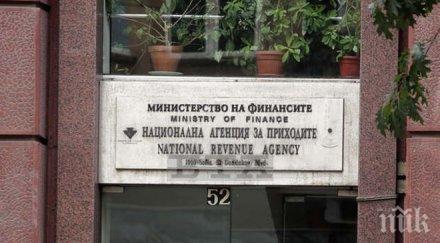 МИНИСТЕРСТВО НА ФИНАНСИТЕ
MINISTRY OF FINANCE
НАЦИОНАЛНА АГЕНЦИЯ ЗА ПРИХОДИТЕ
NATIONAL REVENUE AGENCY
52
ПИК